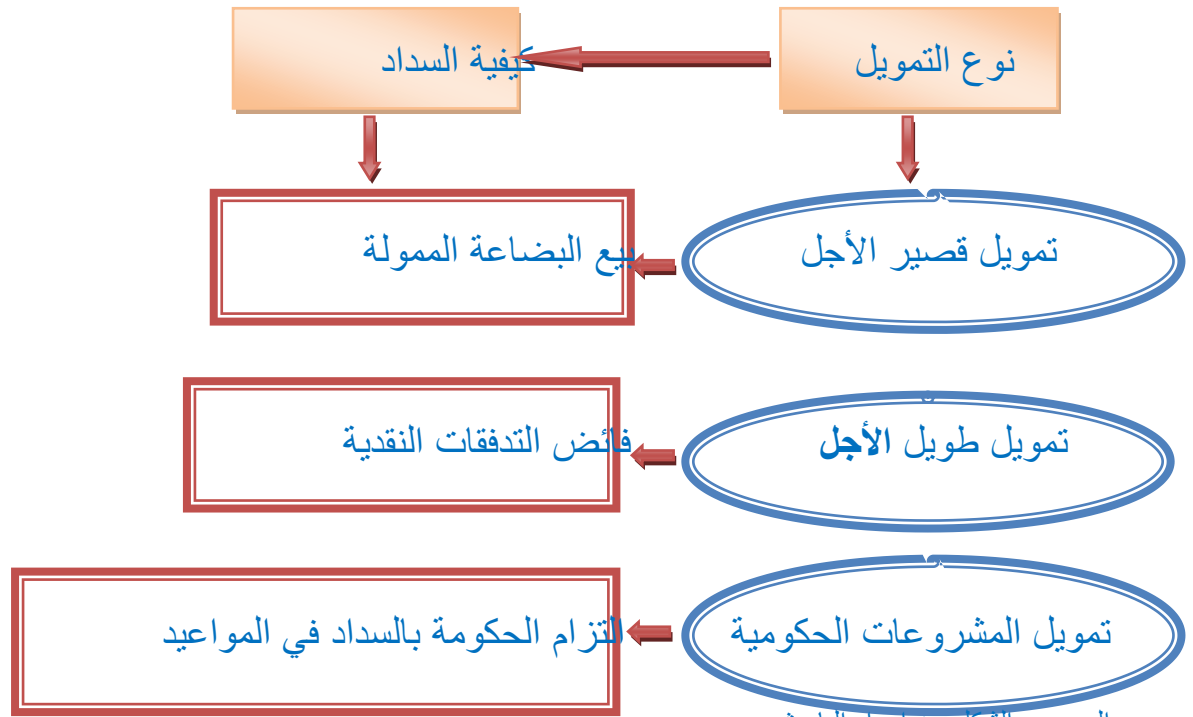 نوع التمويل
كيفية السداد
تمويل قصير الأجل
بيع البضاعة الممولة
تمويل طويل الأجل
فائض التدفقات النقدية
تمويل المشروعات الحكومية
التزام الحكومة بالسداد في المواعيد